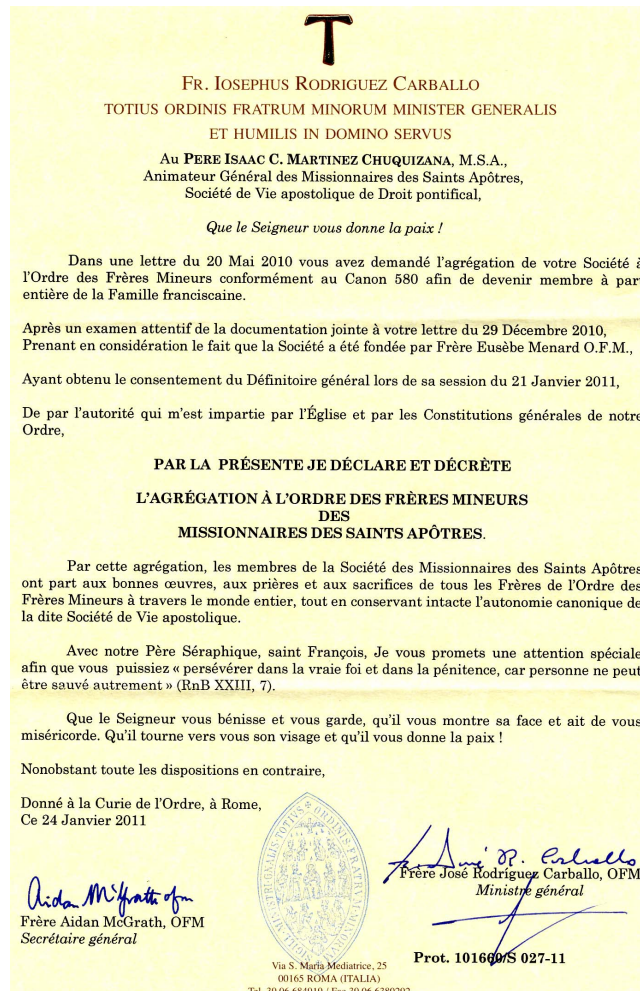 FR. IOSEPHUS RODRIGUEZ CARBALLO
TOTIUS ORDINIS FRATRUM MINORUM MINISTER GENERALIS
ET HUMILIS IN DOMINO SERVUS
Au PERE ISAAC C. MARTINEZ CHUQUIZANA, M.S.A.,
Animateur Général des Missionnaires des Saints Apôtres,
Société de Vie apostolique de Droit pontifical,
Que le Seigneur vous donne la paix !
Dans une lettre du 20 Mai 2010 vous avez demandé l'agrégation de votre Société à
l'Ordre des Frères Mineurs conformément au Canon 580 afin de devenir membre à part
entière de la Famille franciscaine.
Après un examen attentif de la documentation jointe à votre lettre du 29 Décembre 2010,
Prenant en considération le fait que la Société a été fondée par Frère Eusèbe Menard O.F.M.,
Ayant obtenu le consentement du Définitoire général lors de sa session du 21 Janvier 2011,
De par l'autorité qui m'est impartie par l'Église et par les Constitutions générales de notre
Ordre,
PAR LA PRÉSENTE JE DÉCLARE ET DÉCRÈTE
L'AGRÉGATION À L'ORDRE DES FRÈRES MINEURS
DES
MISSIONNAIRES DES SAINTS APÔTRES.
Par cette agrégation, les membres de la Société des Missionnaires des Saints Apôtres
ont part aux bonnes œuvres, aux prières et aux sacrifices de tous les Frères de l'Ordre des
Frères Mineurs à travers le monde entier, tout en conservant intacte l'autonomie canonique de
la dite Société de Vie apostolique.
Avec notre Père Séraphique, saint François, Je vous promets une attention spéciale
afin que vous puissiez « persévérer dans la vraie foi et dans la pénitence, car personne ne peut
être sauvé autrement » (RnB XXIII, 7).
Que le Seigneur vous bénisse et vous garde, qu'il vous montre sa face et ait de vous
miséricorde. Qu'il tourne vers vous son visage et qu'il vous donne la paix !
Nonobstant toute les dispositions en contraire,
Donné à la Curie de l'Ordre, à Rome,
Ce 24 Janvier 2011
Aidan McGrath ofm
Frère Aidan McGrath, OFM
Secrétaire général
José R. Carballo
Frère José Rodríguez Carballo, OFM
Ministre général
Prot. 101660/S 027-11
Via S. Maria Mediatrice, 25
00165 ROMA (ITALIA)